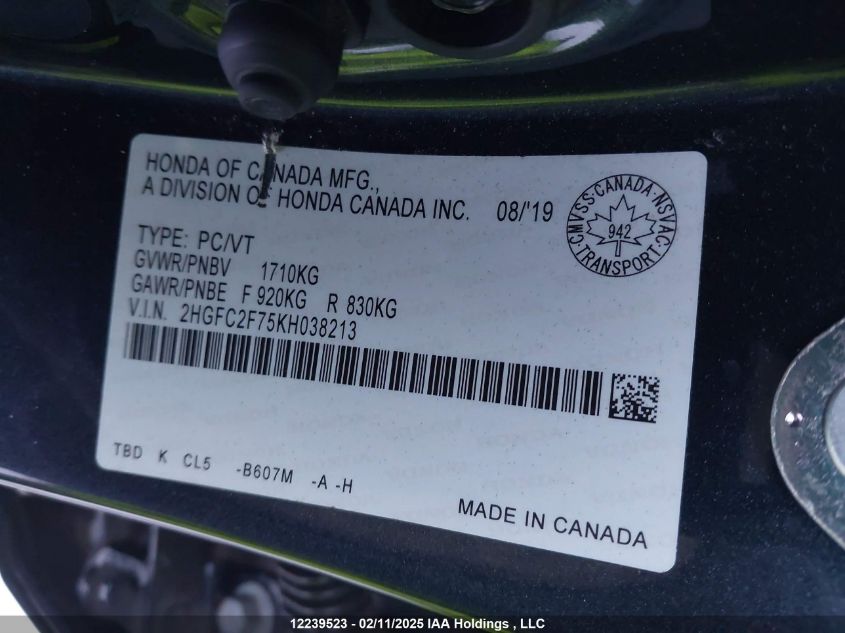 HONDA OF CANADA MFG.,
A DIVISION OF HONDA CANADA INC.
08/'19
CMVSS·CANADA·NSVAC
942
·TRANSPORT·
TYPE: PC/VT
GVWR/PNBV 1710KG
GAWR/PNBE F 920KG R 830KG
V.I.N. 2HGFC2F75KH038213
TBD K CL5 -B607M -A -H
MADE IN CANADA
12239523 - 02/11/2025 IAA Holdings , LLC